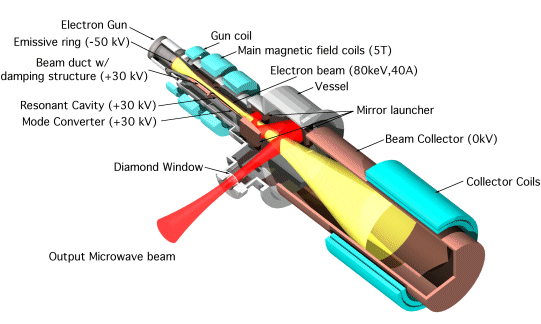 Electron Gun
Emissive ring (-50 kV)
Gun coil
Main magnetic field coils (5T)
Beam duct w/
damping structure (+30 kV)
Electron beam (80keV,40A)
Vessel
Resonant Cavity (+30 kV)
Mode Converter (+30 kV)
Mirror launcher
Beam Collector (0kV)
Diamond Window
Collector Coils
Output Microwave beam